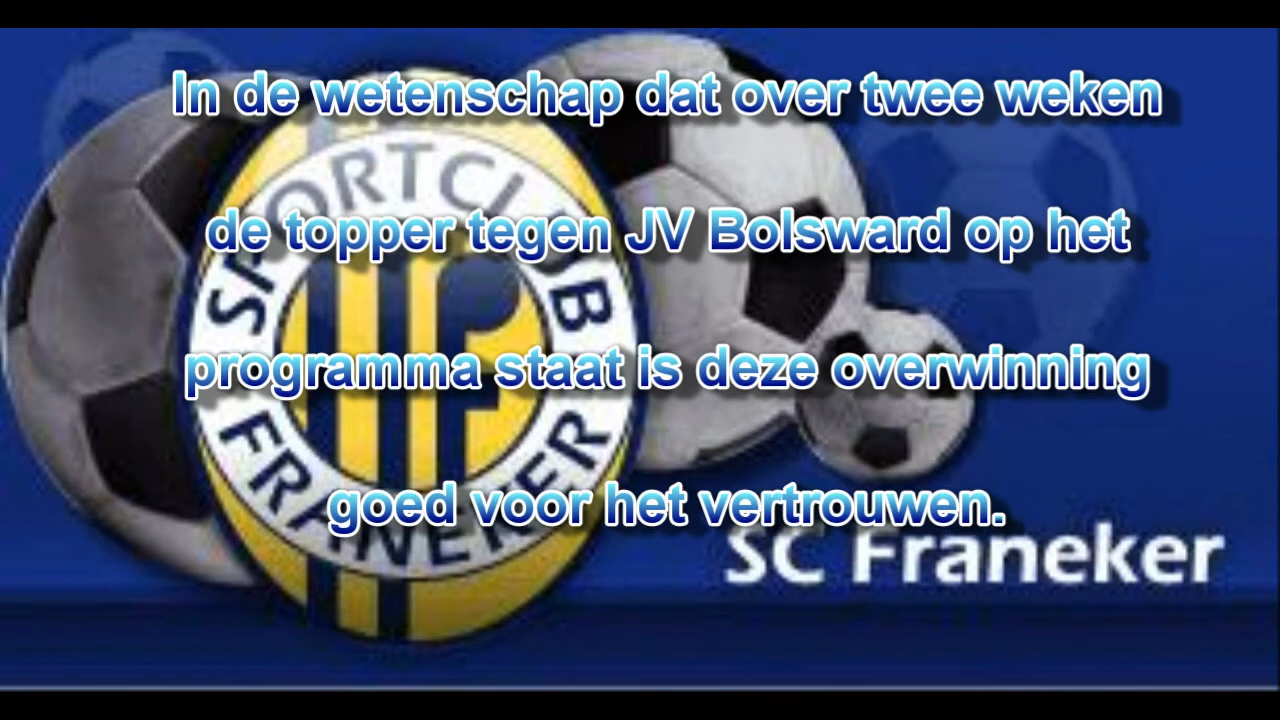 In de wetenschap dat over twee weken
de topper tegen JV Bolsward op het
programma staat is deze overwinning
goed voor het vertrouwen.
SPORTCLUB
FRANEKER
SC Franeker